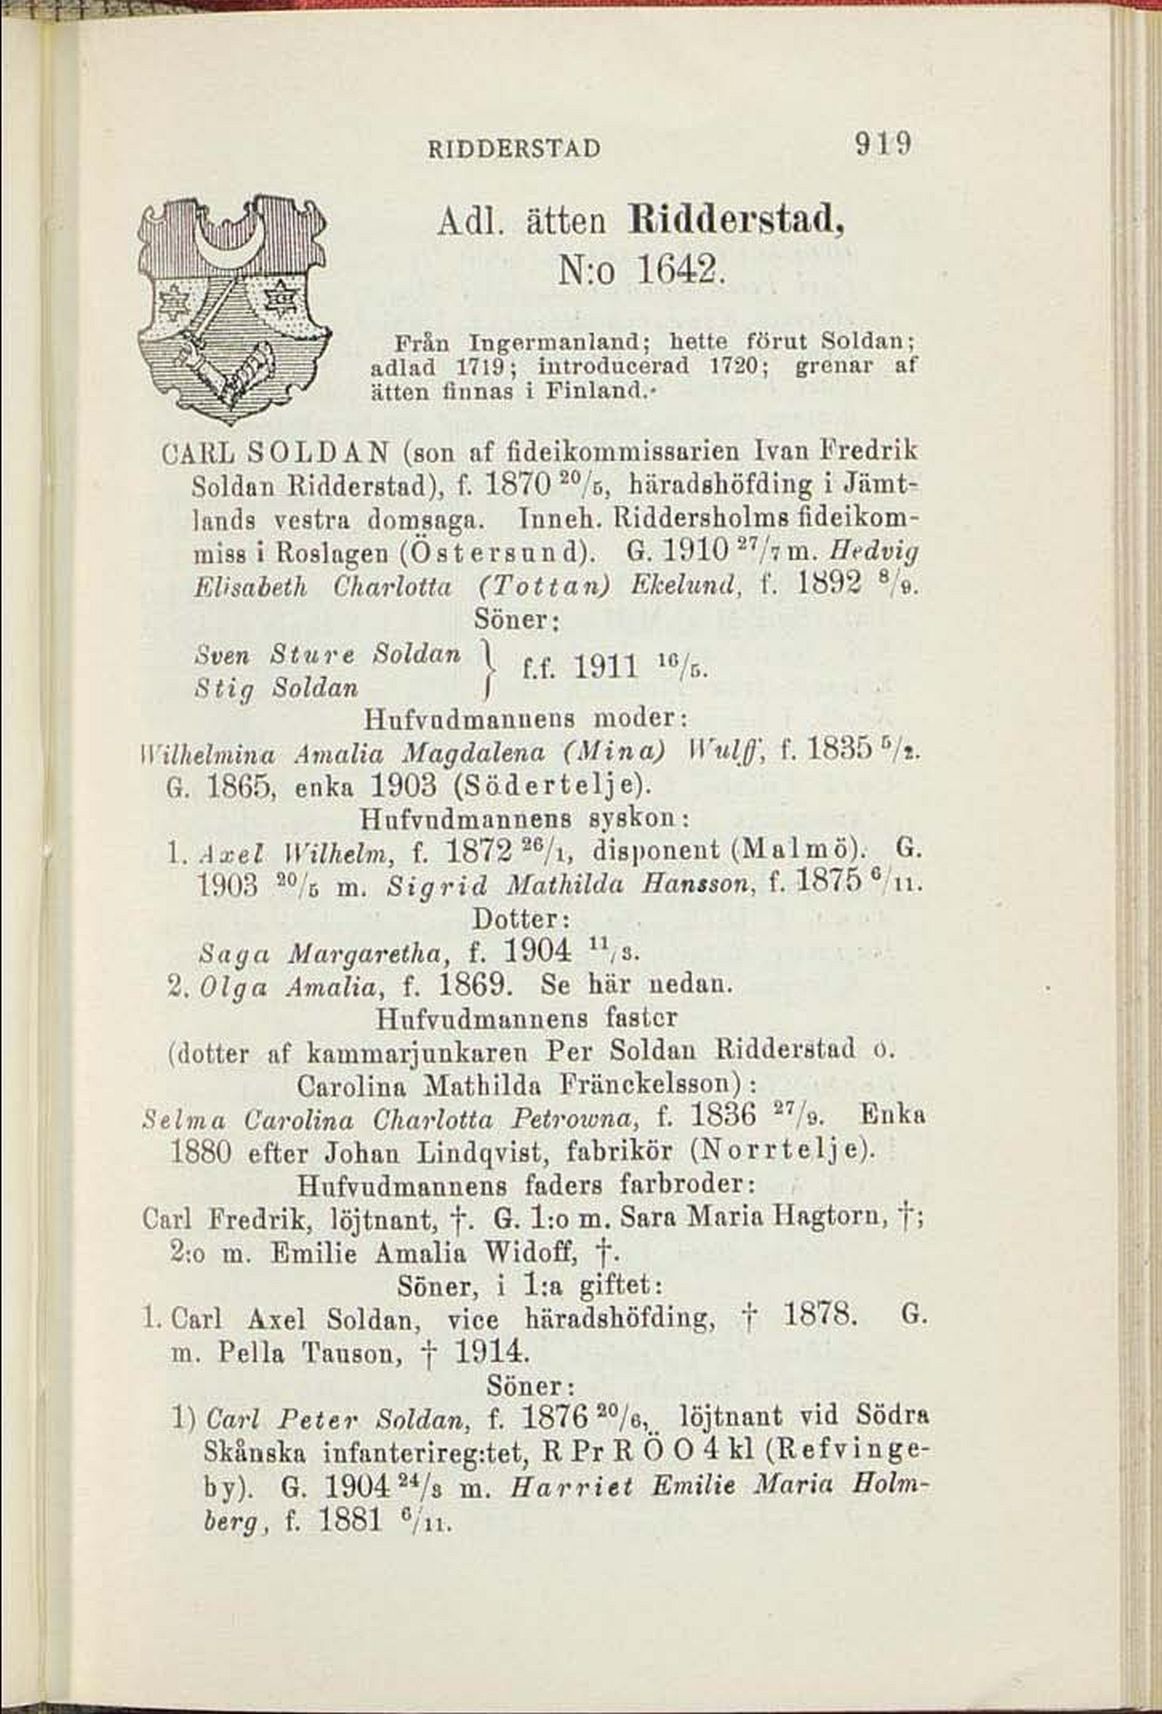 RIDDERSTAD 919
Adl. ätten Ridderstad,
N:o 1642.
Från Ingermanland; hette förut Soldan;
adlad 1719; introducerad 1720; grenar af
ätten finnas i Finland.
CARL SOLDAN (son af fideikommissarien Ivan Fredrik
Soldan Ridderstad), f. 1870 20/5, häradshöfding i Jämt-
lands vestra domsaga. Inneh. Riddersholms fideikom-
miss i Roslagen (Östersund). G. 1910 27/7 m. Hedvig
Elisabeth Charlotta (Tottan) Ekelund, f. 1892 8/9.
Söner:
Sven Sture Soldan } f.f. 1911 16/5.
Stig Soldan
Hufvudmannens moder:
Wilhelmina Amalia Magdalena (Mina) Wulff, f. 1835 5/2.
G. 1865, enka 1903 (Södertelje).
Hufvudmannens syskon:
1. Axel Wilhelm, f. 1872 26/1, disponent (Malmö). G.
1903 20/5 m. Sigrid Mathilda Hansson, f. 1875 6/11.
Dotter:
Saga Margaretha, f. 1904 11/3.
2. Olga Amalia, f. 1869. Se här nedan.
Hufvudmannens faster
(dotter af kammarjunkaren Per Soldan Ridderstad o.
Carolina Mathilda Fränckelsson):
Selma Carolina Charlotta Petrowna, f. 1836 27/9. Enka
1880 efter Johan Lindqvist, fabrikör (Norrtelje).
Hufvudmannens faders farbroder:
Carl Fredrik, löjtnant, †. G. 1:o m. Sara Maria Hagtorn, †;
2:o m. Emilie Amalia Widoff, †.
Söner, i 1:a giftet:
1. Carl Axel Soldan, vice häradshöfding, † 1878. G.
m. Pella Tauson, † 1914.
Söner:
1) Carl Peter Soldan, f. 1876 20/6, löjtnant vid Södra
Skånska infanterireg:tet, R Pr R Ö O 4 kl (Refvinge-
by). G. 1904 24/3 m. Harriet Emilie Maria Holm-
berg, f. 1881 6/11.